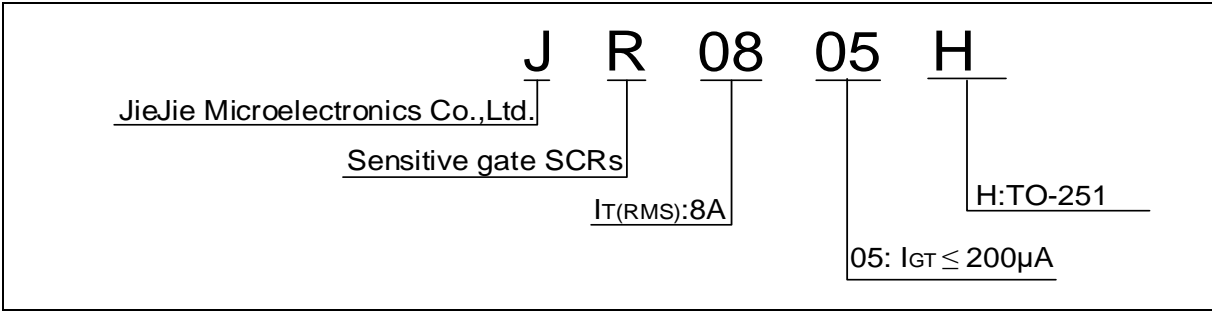 J R 08 05 H
JieJie Microelectronics Co.,Ltd.
Sensitive gate SCRs
IT(RMS):8A
H:TO-251
05: IGT ≤ 200μA